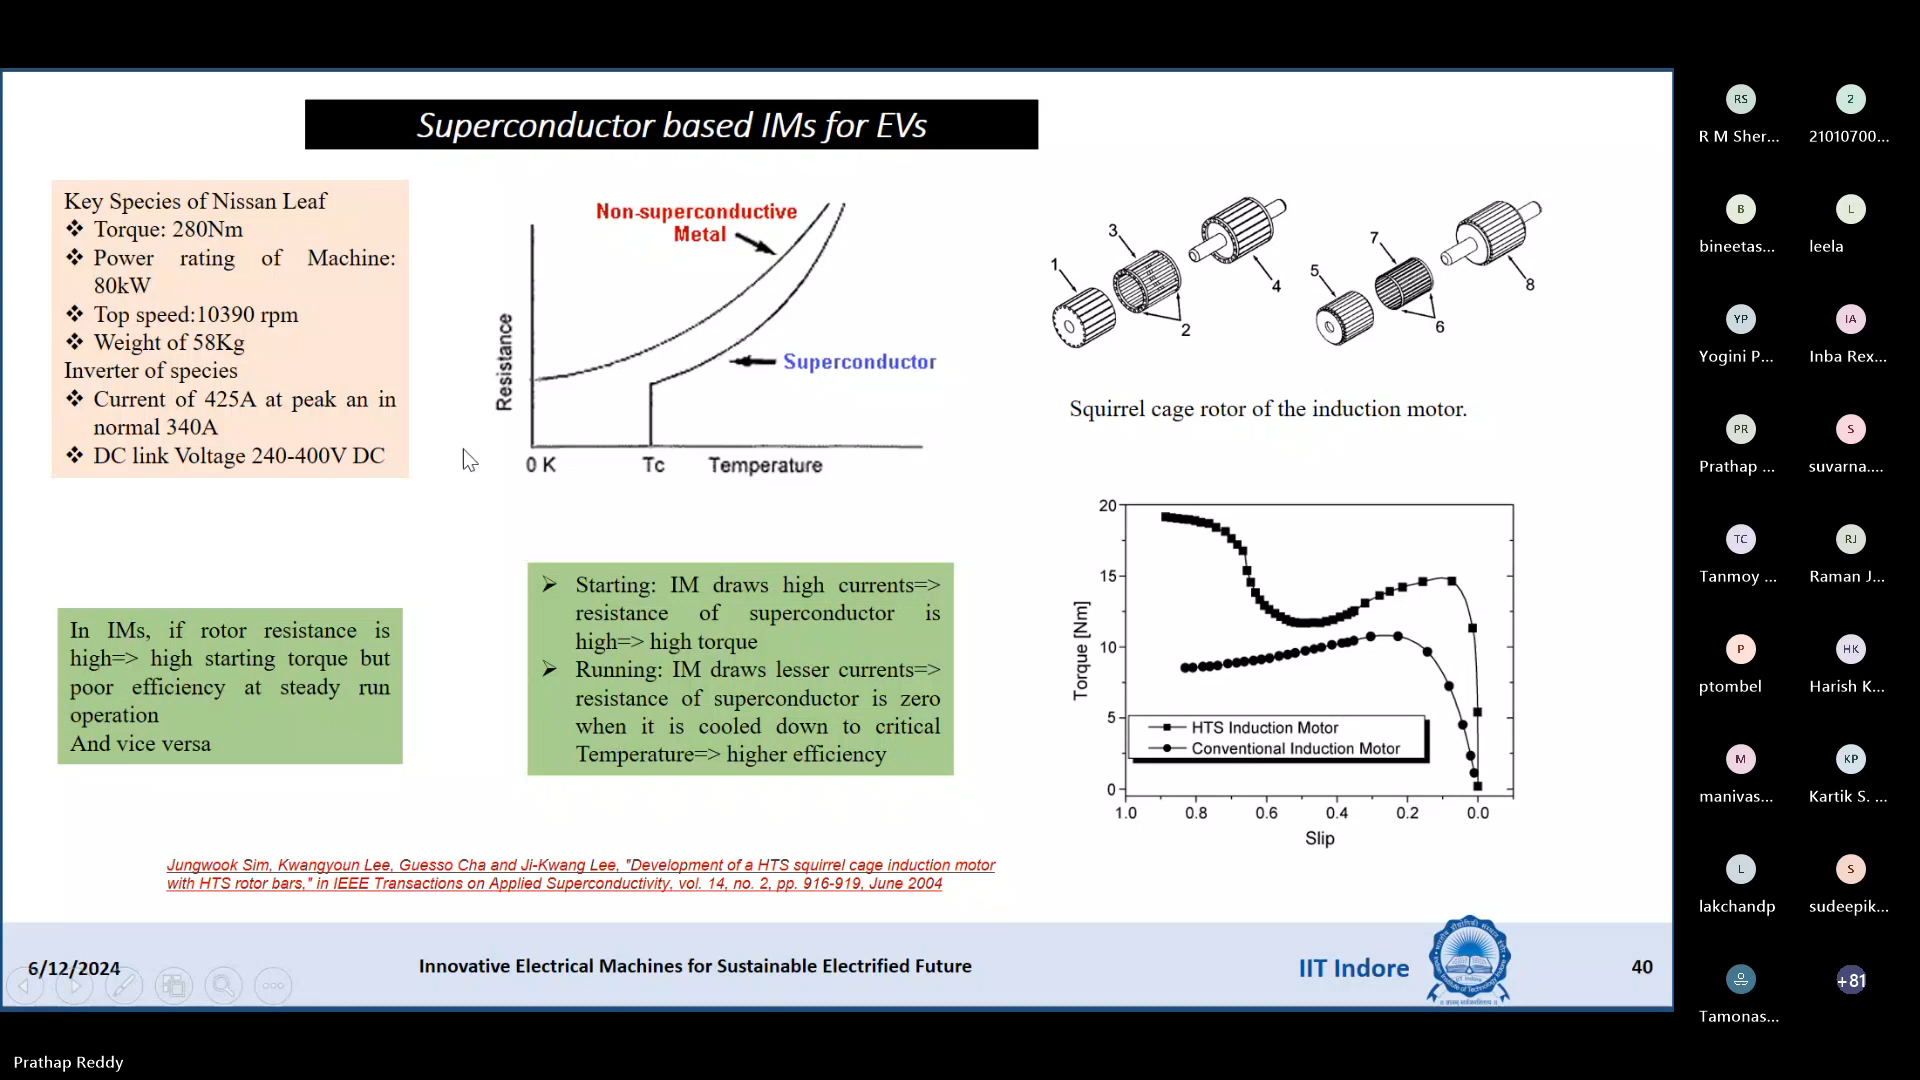 Superconductor based IMs for EVs
Key Species of Nissan Leaf
❖ Torque: 280Nm
❖ Power rating of Machine:
80kW
❖ Top speed:10390 rpm
❖ Weight of 58Kg
Inverter of species
❖ Current of 425A at peak an in
normal 340A
❖ DC link Voltage 240-400V DC
Non-superconductive
Metal
Superconductor
Resistance
0 K
Tc
Temperature
1
3
2
4
5
7
6
8
Squirrel cage rotor of the induction motor.
In IMs, if rotor resistance is
high=> high starting torque but
poor efficiency at steady run
operation
And vice versa
➢ Starting: IM draws high currents=>
resistance of superconductor is
high=> high torque
➢ Running: IM draws lesser currents=>
resistance of superconductor is zero
when it is cooled down to critical
Temperature=> higher efficiency
Torque [Nm]
20
15
10
5
0
HTS Induction Motor
Conventional Induction Motor
1.0 0.8 0.6 0.4 0.2 0.0
Slip
Jungwook Sim, Kwangyoun Lee, Guesso Cha and Ji-Kwang Lee, "Development of a HTS squirrel cage induction motor
with HTS rotor bars," in IEEE Transactions on Applied Superconductivity, vol. 14, no. 2, pp. 916-919, June 2004
6/12/2024
Innovative Electrical Machines for Sustainable Electrified Future
IIT Indore
40
RS
2
R M Sher...
21010700...
B
L
bineetas...
leela
YP
IA
Yogini P...
Inba Rex...
PR
S
Prathap ...
suvarna....
TC
RJ
Tanmoy ...
Raman J...
P
HK
ptombel
Harish K...
M
KP
manivas...
Kartik S. ...
L
S
lakchandp
sudeepik...
+81
Tamonas...
Prathap Reddy